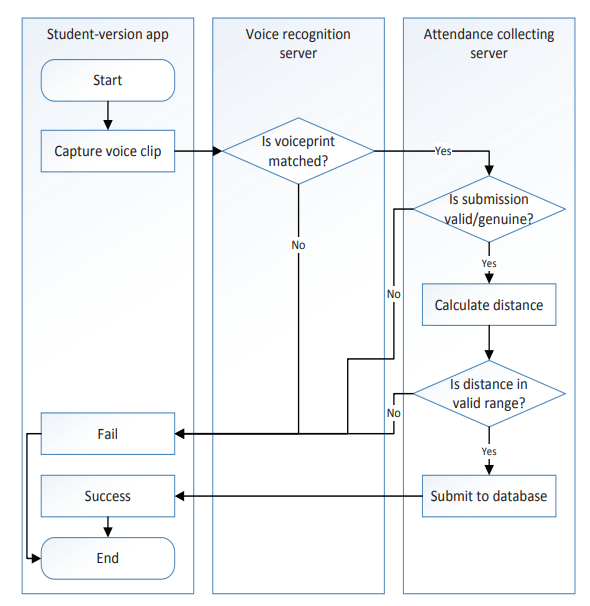 Student-version app
Voice recognition
server
Attendance collecting
server
Start
Capture voice clip
Is voiceprint
matched?
Yes
Is submission
valid/genuine?
No
Yes
No
Calculate distance
Is distance in
valid range?
No
Fail
Yes
Success
Submit to database
End